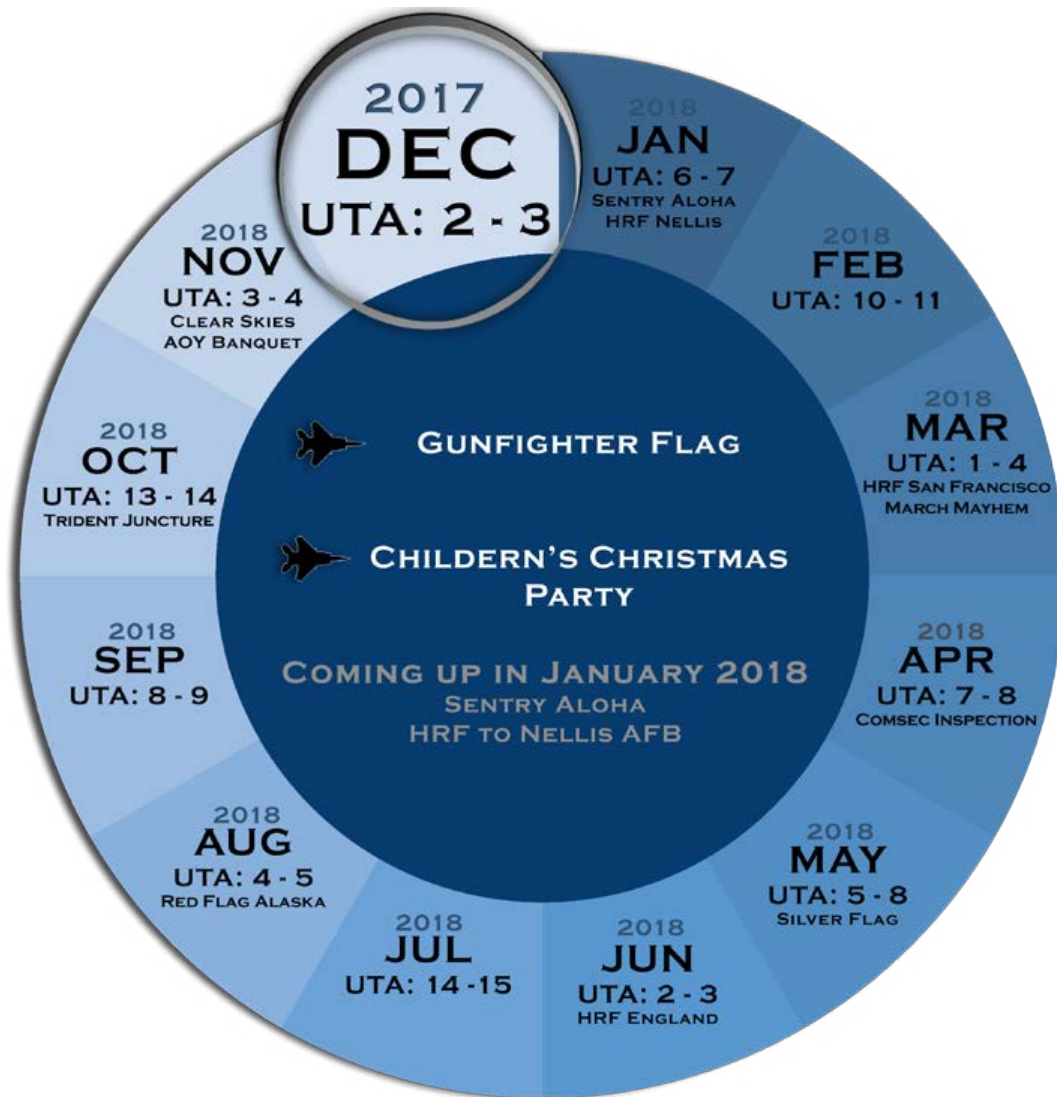 2017
DEC
UTA: 2 - 3
2018
JAN
UTA: 6 - 7
SENTRY ALOHA
HRF NELLIS
2018
FEB
UTA: 10 - 11
2018
MAR
UTA: 1 - 4
HRF SAN FRANCISCO
MARCH MAYHEM
2018
APR
UTA: 7 - 8
COMSEC INSPECTION
2018
MAY
UTA: 5 - 8
SILVER FLAG
2018
JUN
UTA: 2 - 3
HRF ENGLAND
2018
JUL
UTA: 14 -15
2018
AUG
UTA: 4 - 5
RED FLAG ALASKA
2018
SEP
UTA: 8 - 9
2018
OCT
UTA: 13 - 14
TRIDENT JUNCTURE
2018
NOV
UTA: 3 - 4
CLEAR SKIES
AOY BANQUET
GUNFIGHTER FLAG
CHILDERN'S CHRISTMAS
PARTY
COMING UP IN JANUARY 2018
SENTRY ALOHA
HRF TO NELLIS AFB